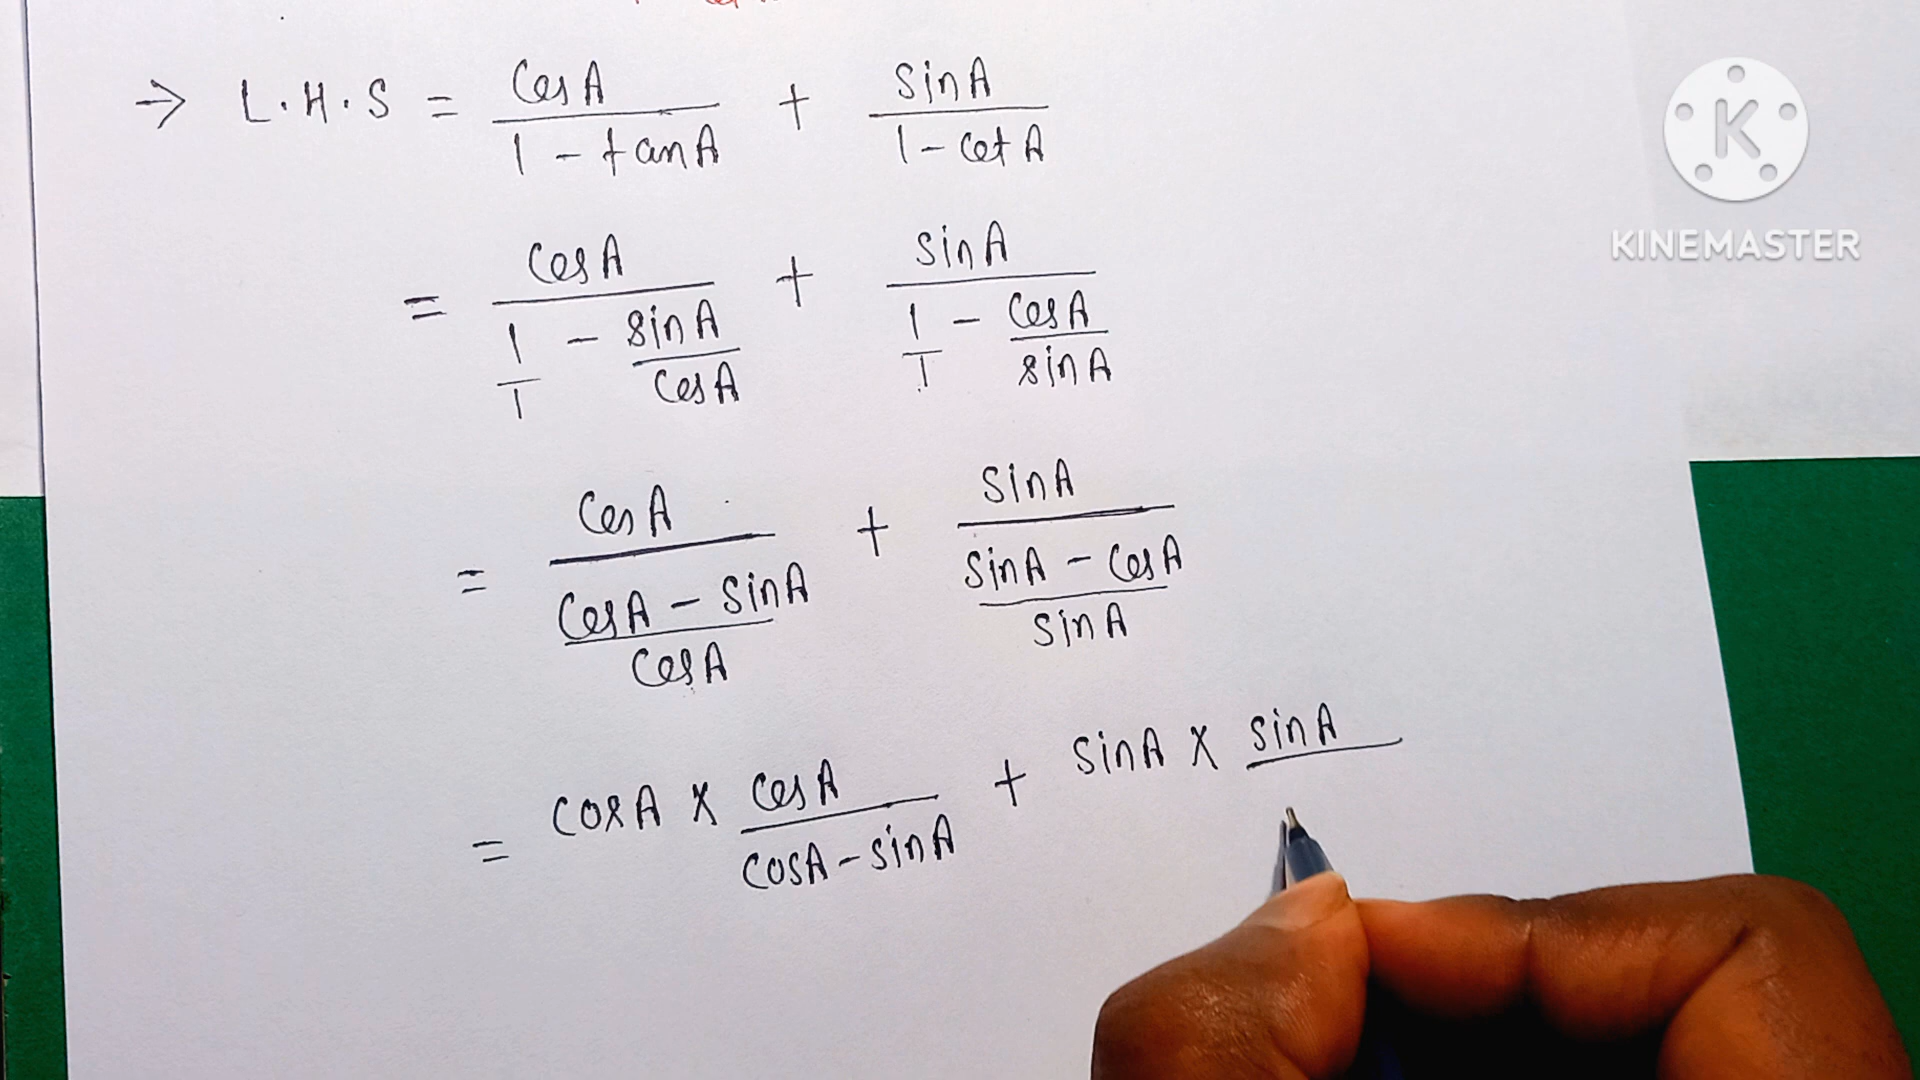 → L.H.S = cosA / 1 - tanA + sinA / 1 - cotA
= cosA / 1/1 - sinA/cosA + sinA / 1/1 - cosA/sinA
= cosA / cosA - sinA / cosA + sinA / sinA - cosA / sinA
= cosA × cosA / cosA - sinA + sinA × sinA /
K
KINEMASTER